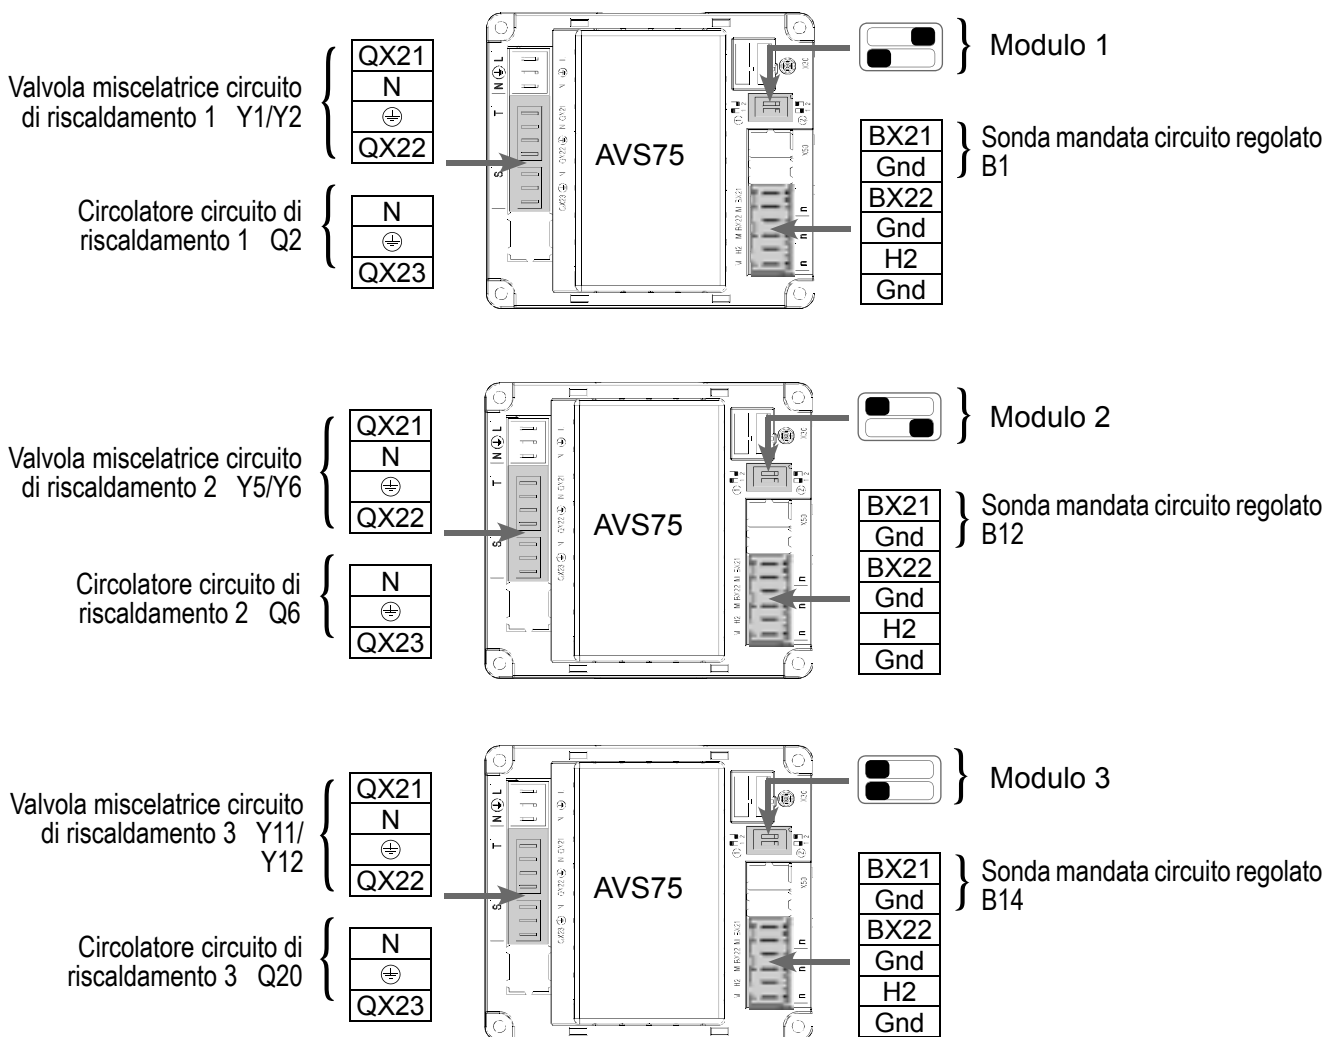 Valvola miscelatrice circuito
di riscaldamento 1 Y1/Y2
QX21
N
QX22
Circolatore circuito di
riscaldamento 1 Q2
N
QX23
AVS75
Modulo 1
BX21
Gnd
BX22
Gnd
H2
Gnd
Sonda mandata circuito regolato
B1
Valvola miscelatrice circuito
di riscaldamento 2 Y5/Y6
QX21
N
QX22
Circolatore circuito di
riscaldamento 2 Q6
N
QX23
AVS75
Modulo 2
BX21
Gnd
BX22
Gnd
H2
Gnd
Sonda mandata circuito regolato
B12
Valvola miscelatrice circuito
di riscaldamento 3 Y11/
Y12
QX21
N
QX22
Circolatore circuito di
riscaldamento 3 Q20
N
QX23
AVS75
Modulo 3
BX21
Gnd
BX22
Gnd
H2
Gnd
Sonda mandata circuito regolato
B14